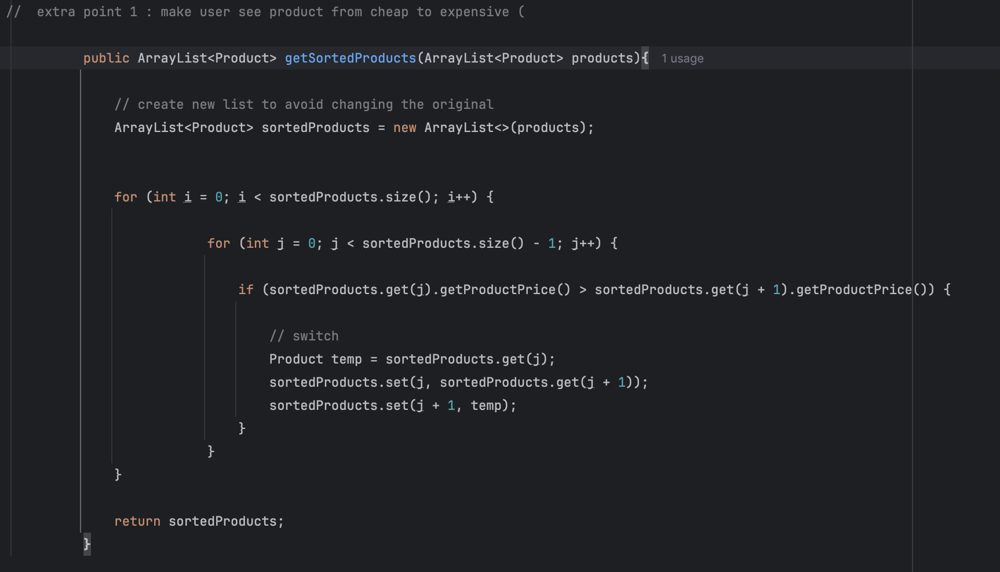 //  extra point 1 : make user see product from cheap to expensive (
public ArrayList<Product> getSortedProducts(ArrayList<Product> products){ 1 usage
// create new list to avoid changing the original
ArrayList<Product> sortedProducts = new ArrayList<>(products);
for (int i = 0; i < sortedProducts.size(); i++) {
for (int j = 0; j < sortedProducts.size() - 1; j++) {
if (sortedProducts.get(j).getProductPrice() > sortedProducts.get(j + 1).getProductPrice()) {
// switch
Product temp = sortedProducts.get(j);
sortedProducts.set(j, sortedProducts.get(j + 1));
sortedProducts.set(j + 1, temp);
}
}
}
return sortedProducts;
}